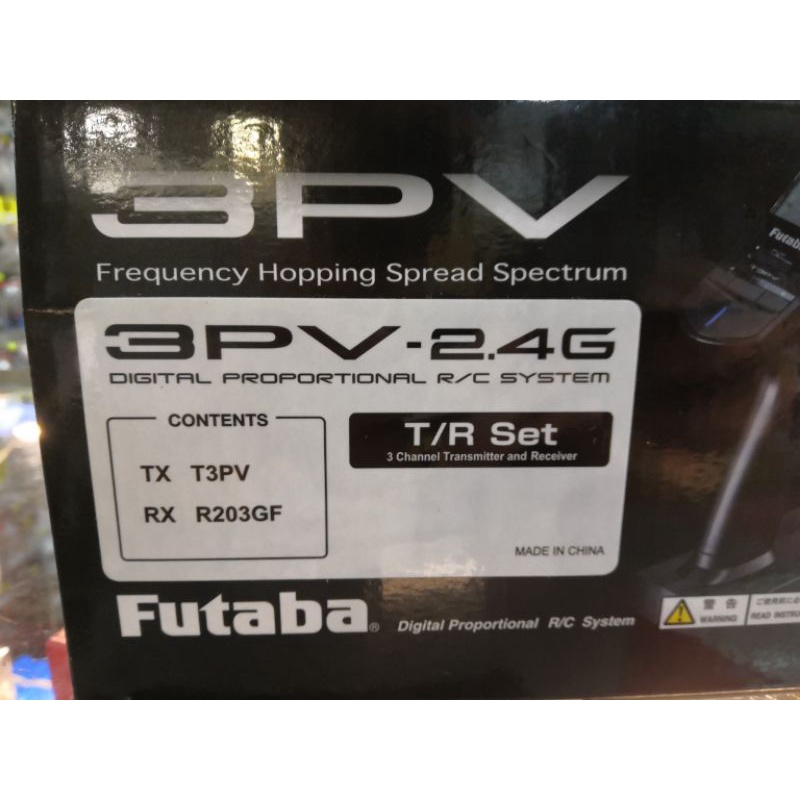 3PV
Frequency Hopping Spread Spectrum
3PV-2.4G
DIGITAL PROPORTIONAL R/C SYSTEM
CONTENTS
TX T3PV
RX R203GF
T/R Set
3 Channel Transmitter and Receiver
MADE IN CHINA
Futaba®
Digital Proportional R/C System
警告
WARNING
READ